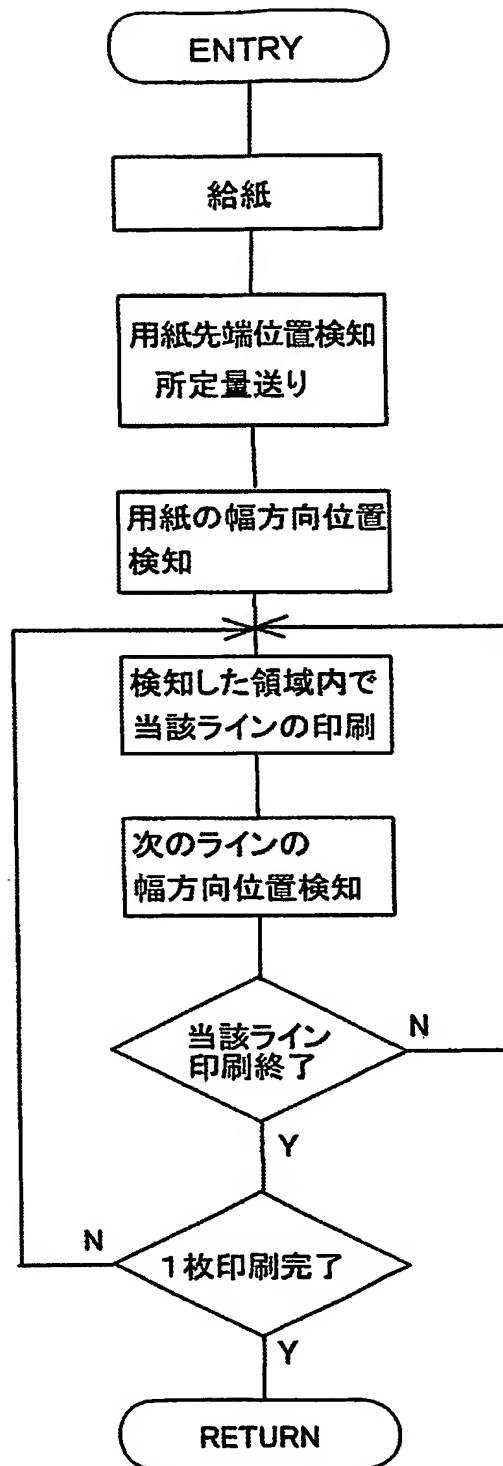 ENTRY
給紙
用紙先端位置検知
所定量送り
用紙の幅方向位置
検知
検知した領域内で
当該ラインの印刷
次のラインの
幅方向位置検知
当該ライン
印刷終了
N
Y
N
1枚印刷完了
Y
RETURN